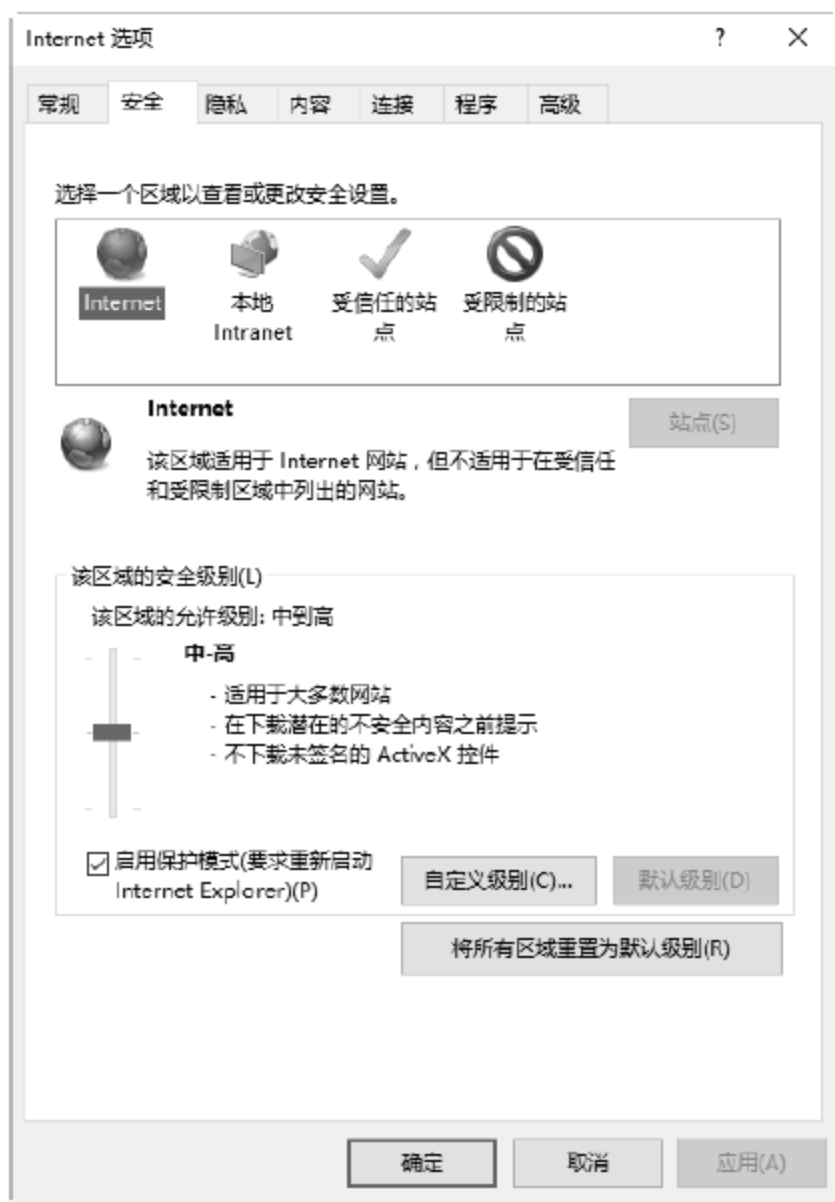 Internet 选项
?
×
常规 安全 隐私 内容 连接 程序 高级
选择一个区域以查看或更改安全设置。
Internet 本地 受信任的站 受限制的站
Intranet 点 点
Internet
站点(S)
该区域适用于 Internet 网站，但不适用于在受信任
和受限制区域中列出的网站。
该区域的安全级别(L)
该区域的允许级别: 中到高
中-高
- 适用于大多数网站
- 在下载潜在的不安全内容之前提示
- 不下载未签名的 ActiveX 控件
启用保护模式(要求重新启动
Internet Explorer)(P)
自定义级别(C)...
默认级别(D)
将所有区域重置为默认级别(R)
确定 取消 应用(A)